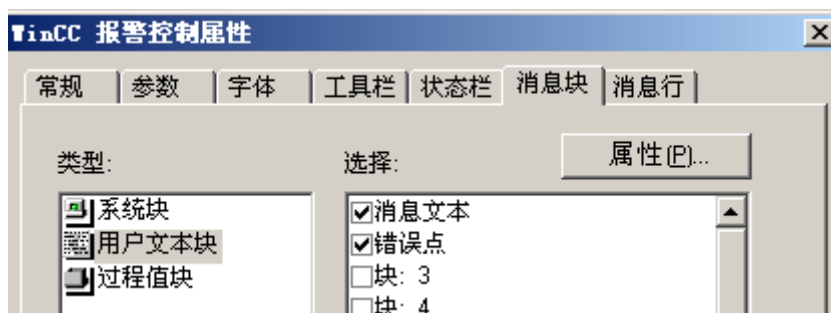 WinCC 报警控制属性
常规 参数 字体 工具栏 状态栏 消息块 消息行
类型: 选择: 属性(P)...
系统块 消息文本
用户文本块 错误点
过程值块 块: 3
块: 4